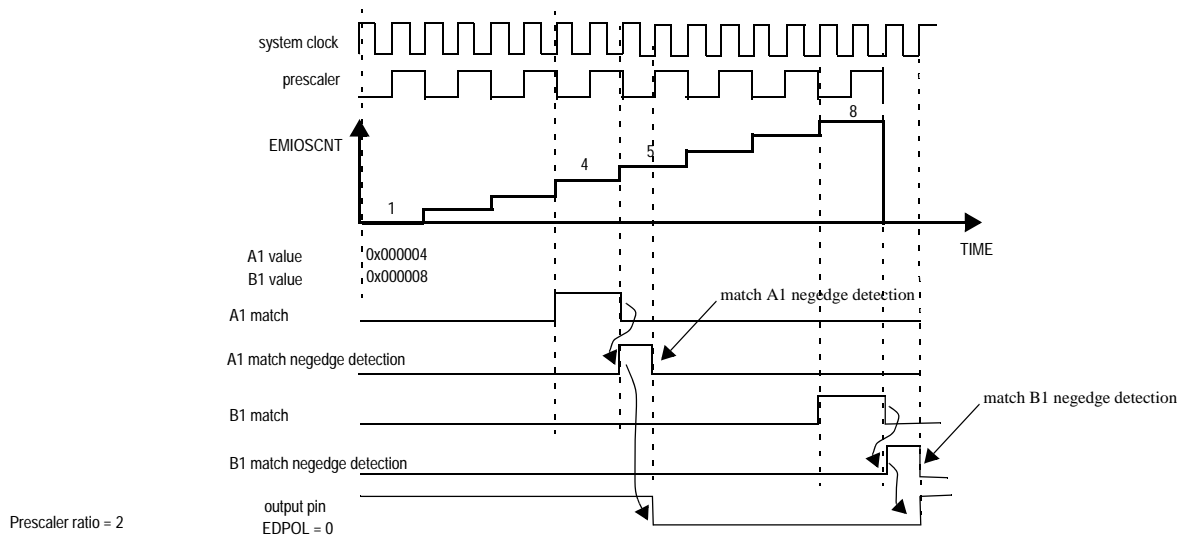 system clock
prescaler
8
EMIOSCNT
4
5
1
TIME
A1 value
0x000004
B1 value
0x000008
match A1 negedge detection
A1 match
A1 match negedge detection
match B1 negedge detection
B1 match
B1 match negedge detection
output pin
EDPOL = 0
Prescaler ratio = 2